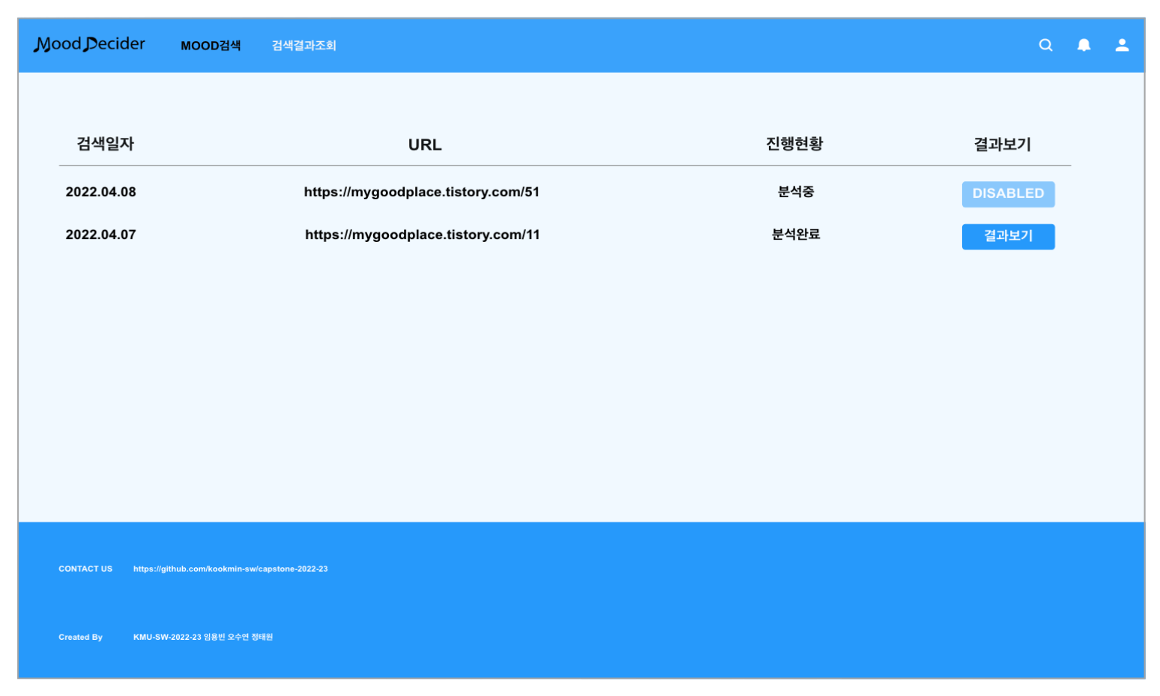 Mood Decider MOOD검색 검색결과조회
검색일자 URL 진행현황 결과보기
2022.04.08 https://mygoodplace.tistory.com/51 분석중 DISABLED
2022.04.07 https://mygoodplace.tistory.com/11 분석완료 결과보기
CONTACT US https://github.com/kookmin-sw/capstone-2022-23
Created By KMU-SW-2022-23 임용빈 오수연 정태원